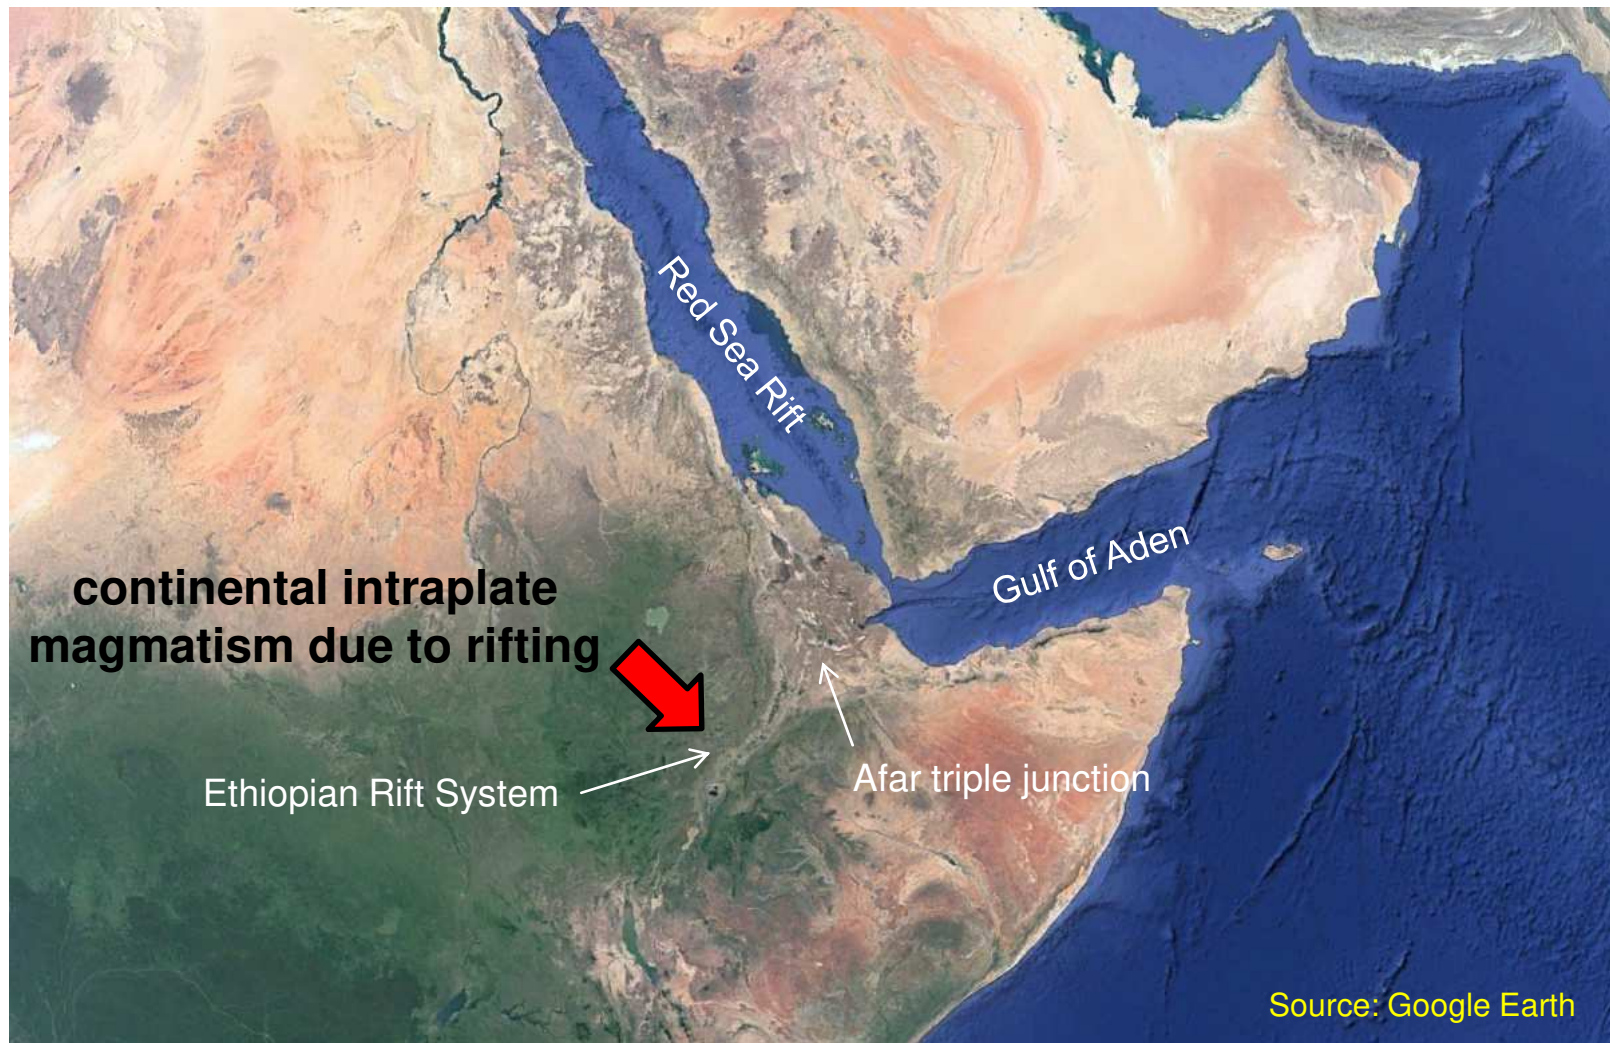 Red Sea Rift
Gulf of Aden
continental intraplate
magmatism due to rifting
Ethiopian Rift System
Afar triple junction
Source: Google Earth